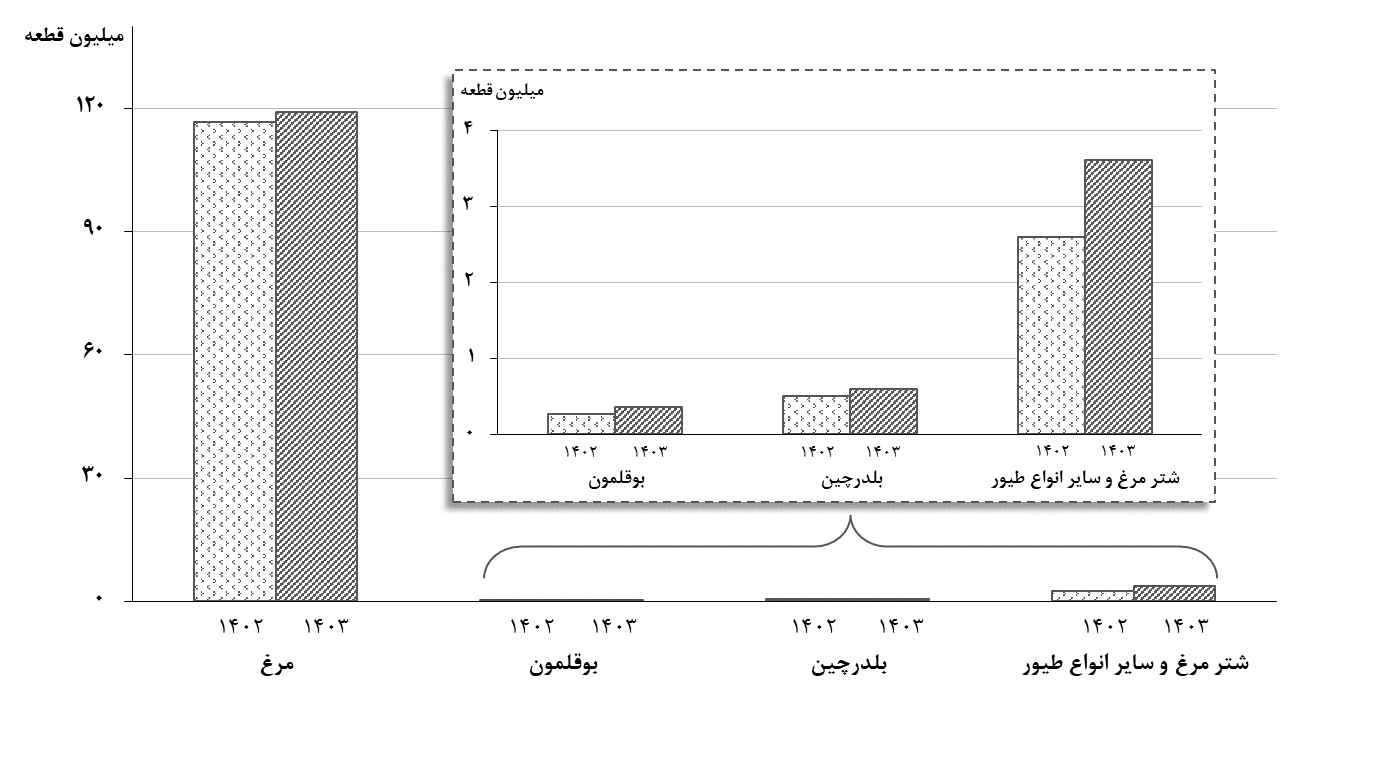 میلیون قطعه
۱۲۰
۹۰
۶۰
۳۰
۰
میلیون قطعه
۴
۳
۲
۱
۰
۱۴۰۲ ۱۴۰۳ ۱۴۰۲ ۱۴۰۳ ۱۴۰۲ ۱۴۰۳
بوقلمون بلدرچین شتر مرغ و سایر انواع طیور
۱۴۰۲ ۱۴۰۳ ۱۴۰۲ ۱۴۰۳ ۱۴۰۲ ۱۴۰۳ ۱۴۰۲ ۱۴۰۳
مرغ بوقلمون بلدرچین شتر مرغ و سایر انواع طیور